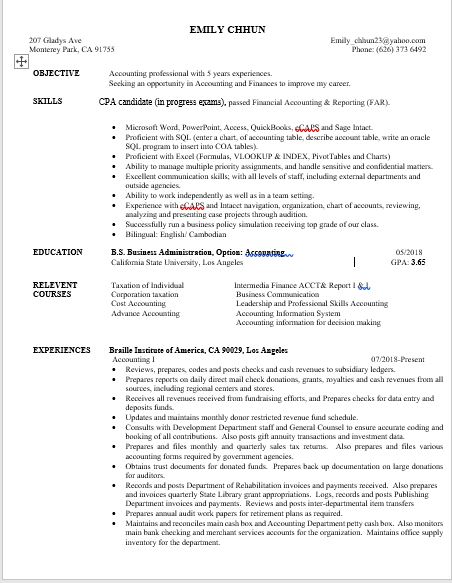 EMILY CHHUN
207 Gladys Ave Emily_chhun23@yahoo.com
Monterey Park, CA 91755 Phone: (626) 373 6492
OBJECTIVE Accounting professional with 5 years experiences.
Seeking an opportunity in Accounting and Finances to improve my career.
SKILLS CPA candidate (in progress exams), passed Financial Accounting & Reporting (FAR).
• Microsoft Word, PowerPoint, Access, QuickBooks, eCAPS and Sage Intact.
• Proficient with SQL (enter a chart, of accounting table, describe account table, write an oracle
SQL program to insert into COA tables).
• Proficient with Excel (Formulas, VLOOKUP & INDEX, PivotTables and Charts)
• Ability to manage multiple priority assignments, and handle sensitive and confidential matters.
• Excellent communication skills; with all levels of staff, including external departments and
outside agencies.
• Ability to work independently as well as in a team setting.
• Experience with eCAPS and Intacct navigation, organization, chart of accounts, reviewing,
analyzing and presenting case projects through audition.
• Successfully run a business policy simulation receiving top grade of our class.
• Bilingual: English/ Cambodian
EDUCATION B.S. Business Administration, Option: Accounting 05/2018
California State University, Los Angeles GPA: 3.65
RELEVENT Taxation of Individual Intermedia Finance ACCT& Report I & I
COURSES Corporation taxation Business Communication
Cost Accounting Leadership and Professional Skills Accounting
Advance Accounting Accounting Information System
Accounting information for decision making
EXPERIENCES Braille Institute of America, CA 90029, Los Angeles
Accounting I 07/2018-Present
• Reviews, prepares, codes and posts checks and cash revenues to subsidiary ledgers.
• Prepares reports on daily direct mail check donations, grants, royalties and cash revenues from all
sources, including regional centers and stores.
• Receives all revenues received from fundraising efforts, and Prepares checks for data entry and
deposits funds.
• Updates and maintains monthly donor restricted revenue fund schedule.
• Consults with Development Department staff and General Counsel to ensure accurate coding and
booking of all contributions. Also posts gift annuity transactions and investment data.
• Prepares and files monthly and quarterly sales tax returns. Also prepares and files various
accounting forms required by government agencies.
• Obtains trust documents for donated funds. Prepares back up documentation on large donations
for auditors.
• Records and posts Department of Rehabilitation invoices and payments received. Also prepares
and invoices quarterly State Library grant appropriations. Logs, records and posts Publishing
Department invoices and payments. Reviews and posts inter-departmental item transfers
• Prepares annual audit work papers for retirement plans as required.
• Maintains and reconciles main cash box and Accounting Department petty cash box. Also monitors
main bank checking and merchant services accounts for the organization. Maintains office supply
inventory for the department.